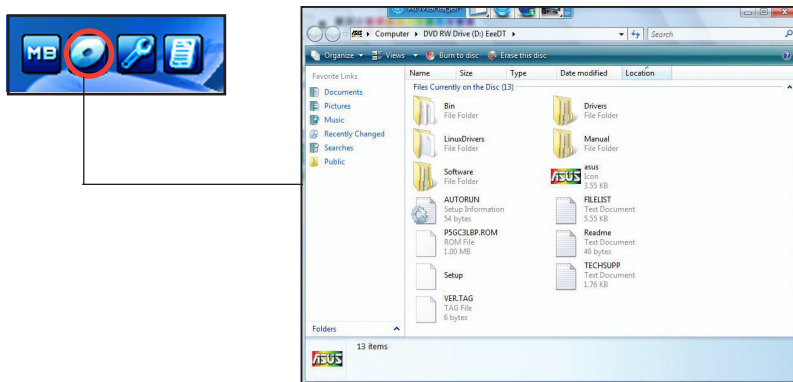 MB
Computer ▸ DVD RW Drive (D:) EeeDT ▸
Search
Organize
Views
Burn to disc
Erase this disc
Favorite Links
Documents
Pictures
Music
Recently Changed
Searches
Public
Folders
Name
Size
Type
Date modified
Location
Files Currently on the Disc (13)
Bin
File Folder
Drivers
File Folder
LinuxDrivers
File Folder
Manual
File Folder
Software
File Folder
ASUS
asus
Icon
3.55 KB
AUTORUN
Setup Information
54 bytes
FILELIST
Text Document
5.55 KB
P5GC3LBP.ROM
ROM File
1.00 MB
Readme
Text Document
40 bytes
Setup
TECHSUPP
Text Document
1.76 KB
VER.TAG
TAG File
6 bytes
ASUS
13 items